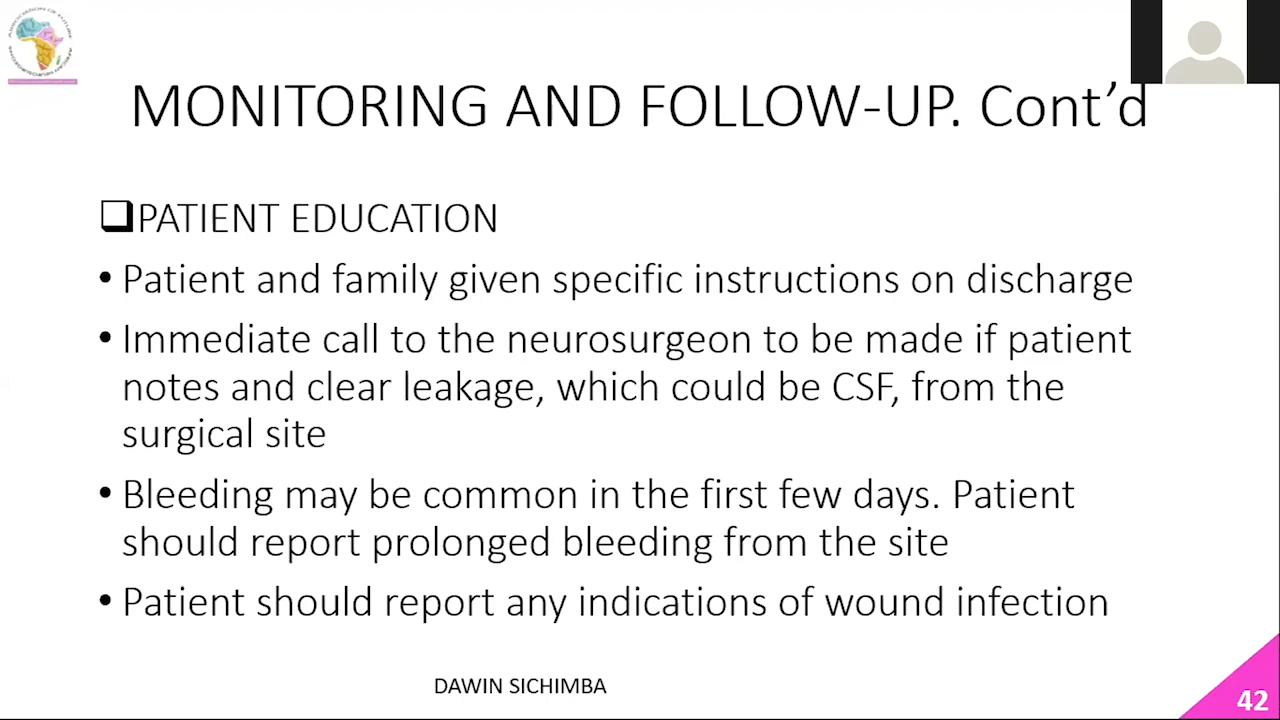 MONITORING AND FOLLOW-UP. Cont’d
❑PATIENT EDUCATION
• Patient and family given specific instructions on discharge
• Immediate call to the neurosurgeon to be made if patient
notes and clear leakage, which could be CSF, from the
surgical site
• Bleeding may be common in the first few days. Patient
should report prolonged bleeding from the site
• Patient should report any indications of wound infection
DAWIN SICHIMBA
42